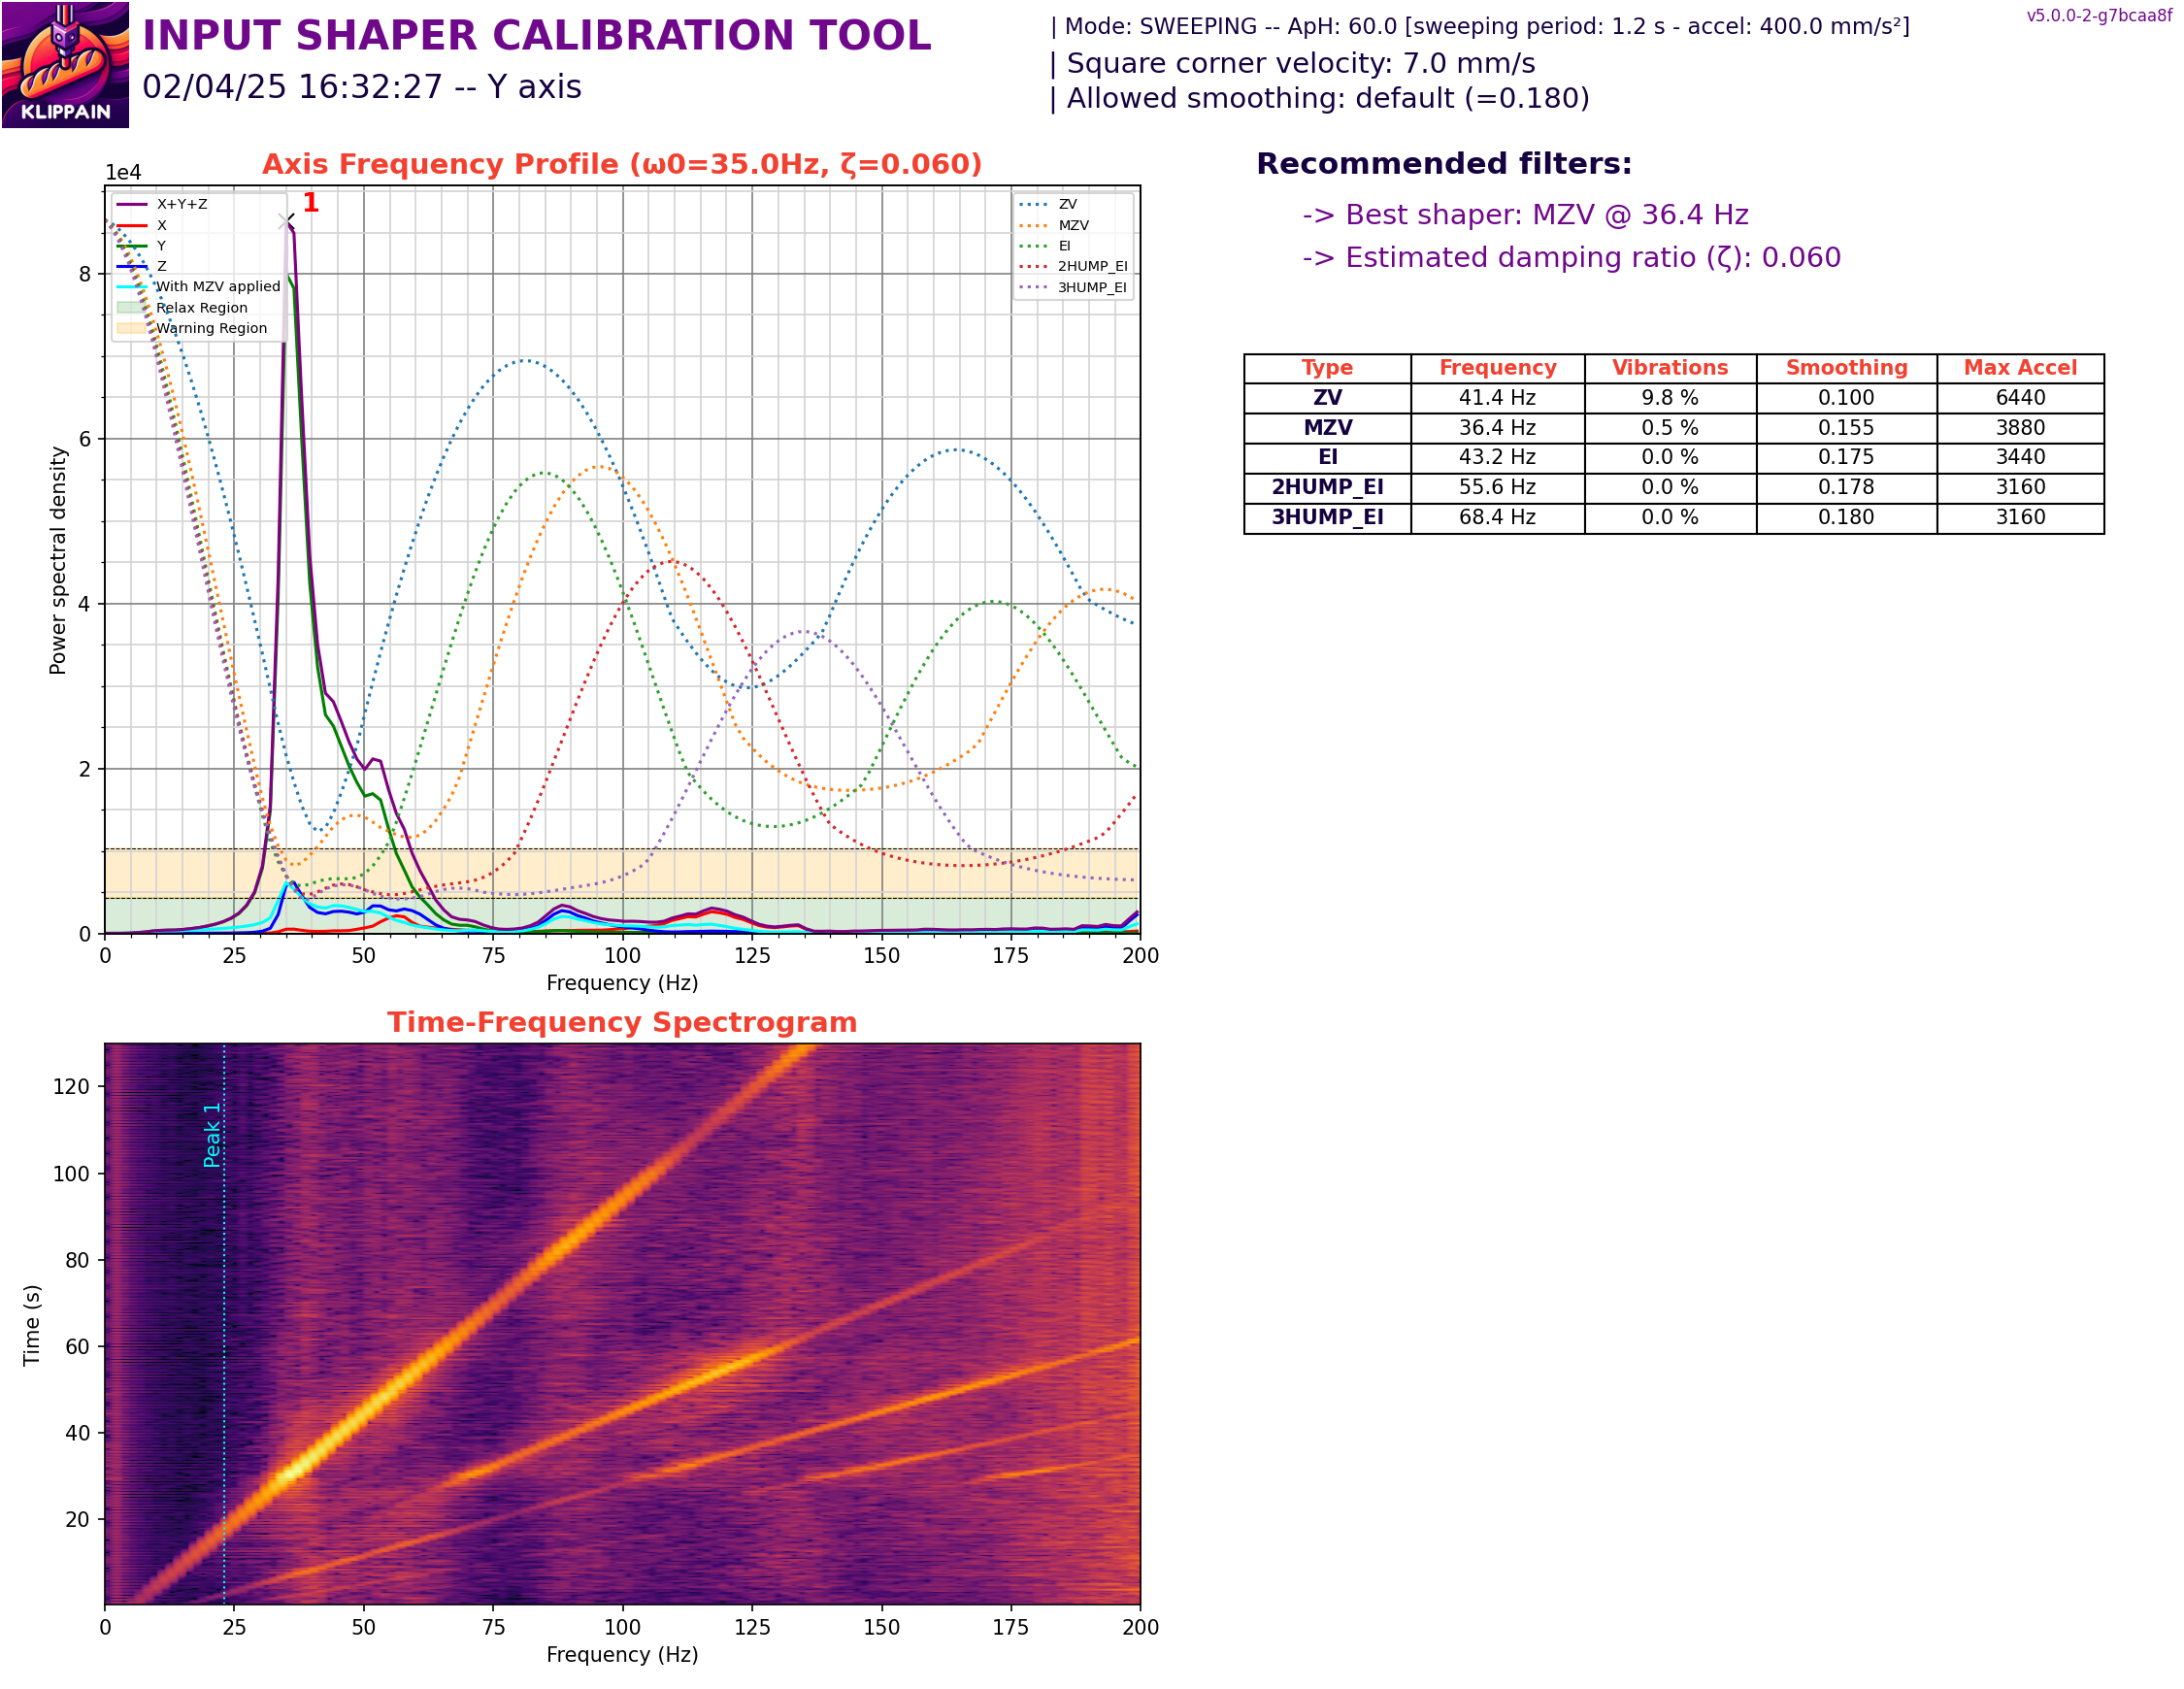 INPUT SHAPER CALIBRATION TOOL
02/04/25 16:32:27 -- Y axis
KLIPPAIN
| Mode: SWEEPING -- ApH: 60.0 [sweeping period: 1.2 s - accel: 400.0 mm/s²]
| Square corner velocity: 7.0 mm/s
| Allowed smoothing: default (=0.180)
v5.0.0-2-g7bcaa8f
Axis Frequency Profile (ω0=35.0Hz, ζ=0.060)
1e4
1
X+Y+Z
X
Y
Z
With MZV applied
Relax Region
Warning Region
ZV
MZV
EI
2HUMP_EI
3HUMP_EI
Power spectral density
8
6
4
2
0
0 25 50 75 100 125 150 175 200
Frequency (Hz)
Recommended filters:
-> Best shaper: MZV @ 36.4 Hz
-> Estimated damping ratio (ζ): 0.060
Type Frequency Vibrations Smoothing Max Accel
ZV 41.4 Hz 9.8 % 0.100 6440
MZV 36.4 Hz 0.5 % 0.155 3880
EI 43.2 Hz 0.0 % 0.175 3440
2HUMP_EI 55.6 Hz 0.0 % 0.178 3160
3HUMP_EI 68.4 Hz 0.0 % 0.180 3160
Time-Frequency Spectrogram
Time (s)
120
100
80
60
40
20
Peak 1
0 25 50 75 100 125 150 175 200
Frequency (Hz)